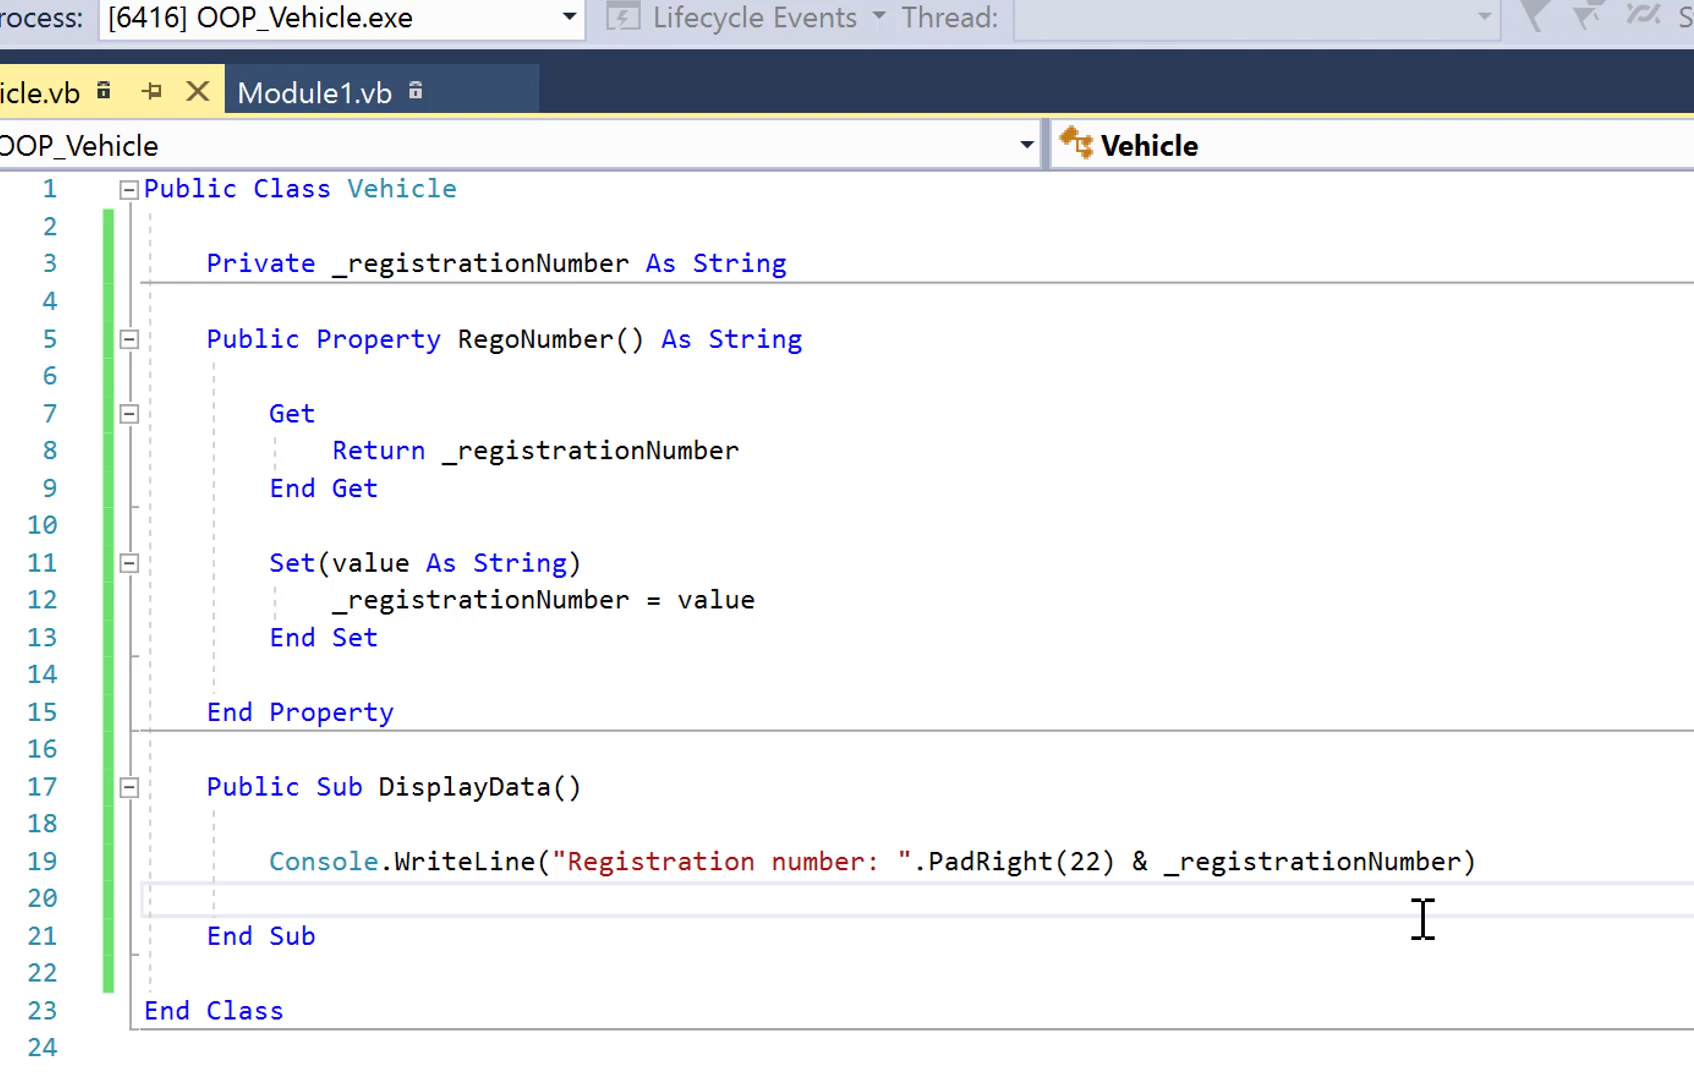 rocess: [6416] OOP_Vehicle.exe Lifecycle Events Thread: S
icle.vb Module1.vb
OOP_Vehicle Vehicle
1 Public Class Vehicle
2
3 Private _registrationNumber As String
4
5 Public Property RegoNumber() As String
6
7 Get
8 Return _registrationNumber
9 End Get
10
11 Set(value As String)
12 _registrationNumber = value
13 End Set
14
15 End Property
16
17 Public Sub DisplayData()
18
19 Console.WriteLine("Registration number: ".PadRight(22) & _registrationNumber)
20
21 End Sub
22
23 End Class
24